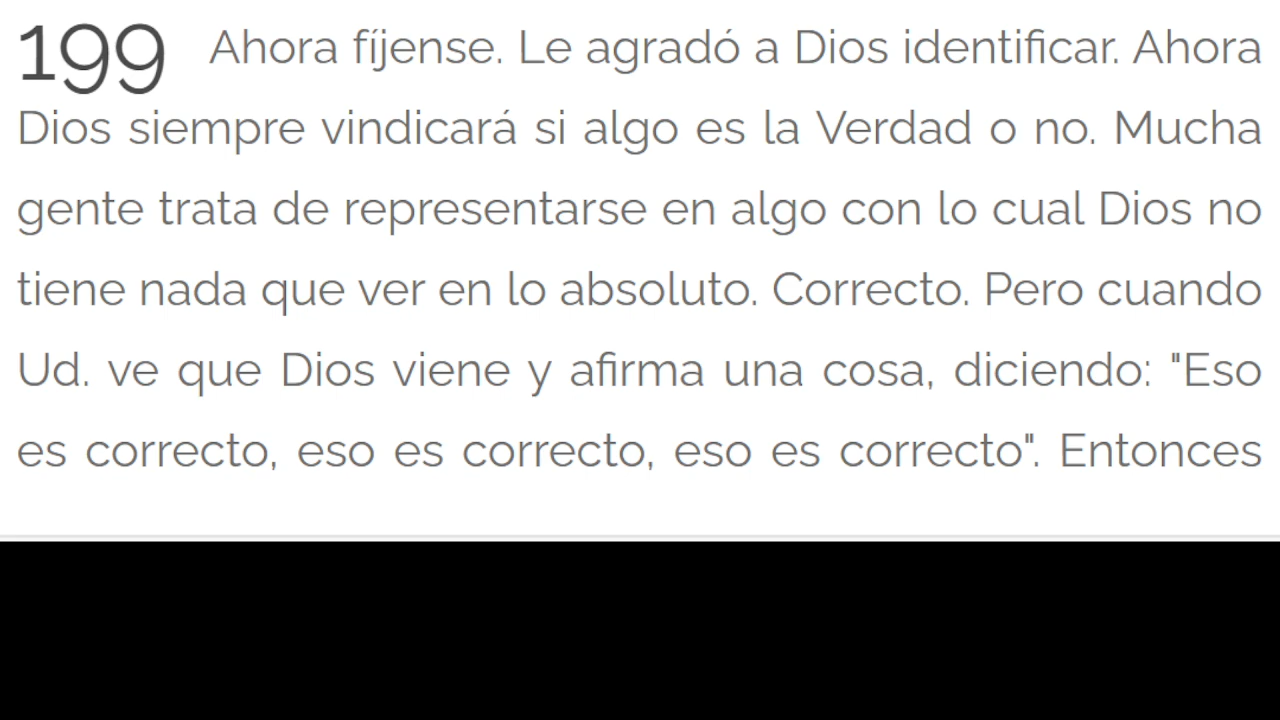 199 Ahora fíjense. Le agradó a Dios identificar. Ahora
Dios siempre vindicará si algo es la Verdad o no. Mucha
gente trata de representarse en algo con lo cual Dios no
tiene nada que ver en lo absoluto. Correcto. Pero cuando
Ud. ve que Dios viene y afirma una cosa, diciendo: "Eso
es correcto, eso es correcto, eso es correcto". Entonces